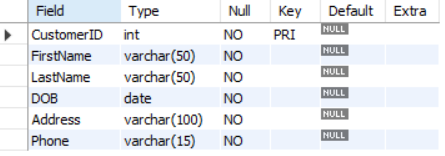 Field Type Null Key Default Extra
CustomerID int NO PRI NULL
FirstName varchar(50) NO NULL
LastName varchar(50) NO NULL
DOB date NO NULL
Address varchar(100) NO NULL
Phone varchar(15) NO NULL